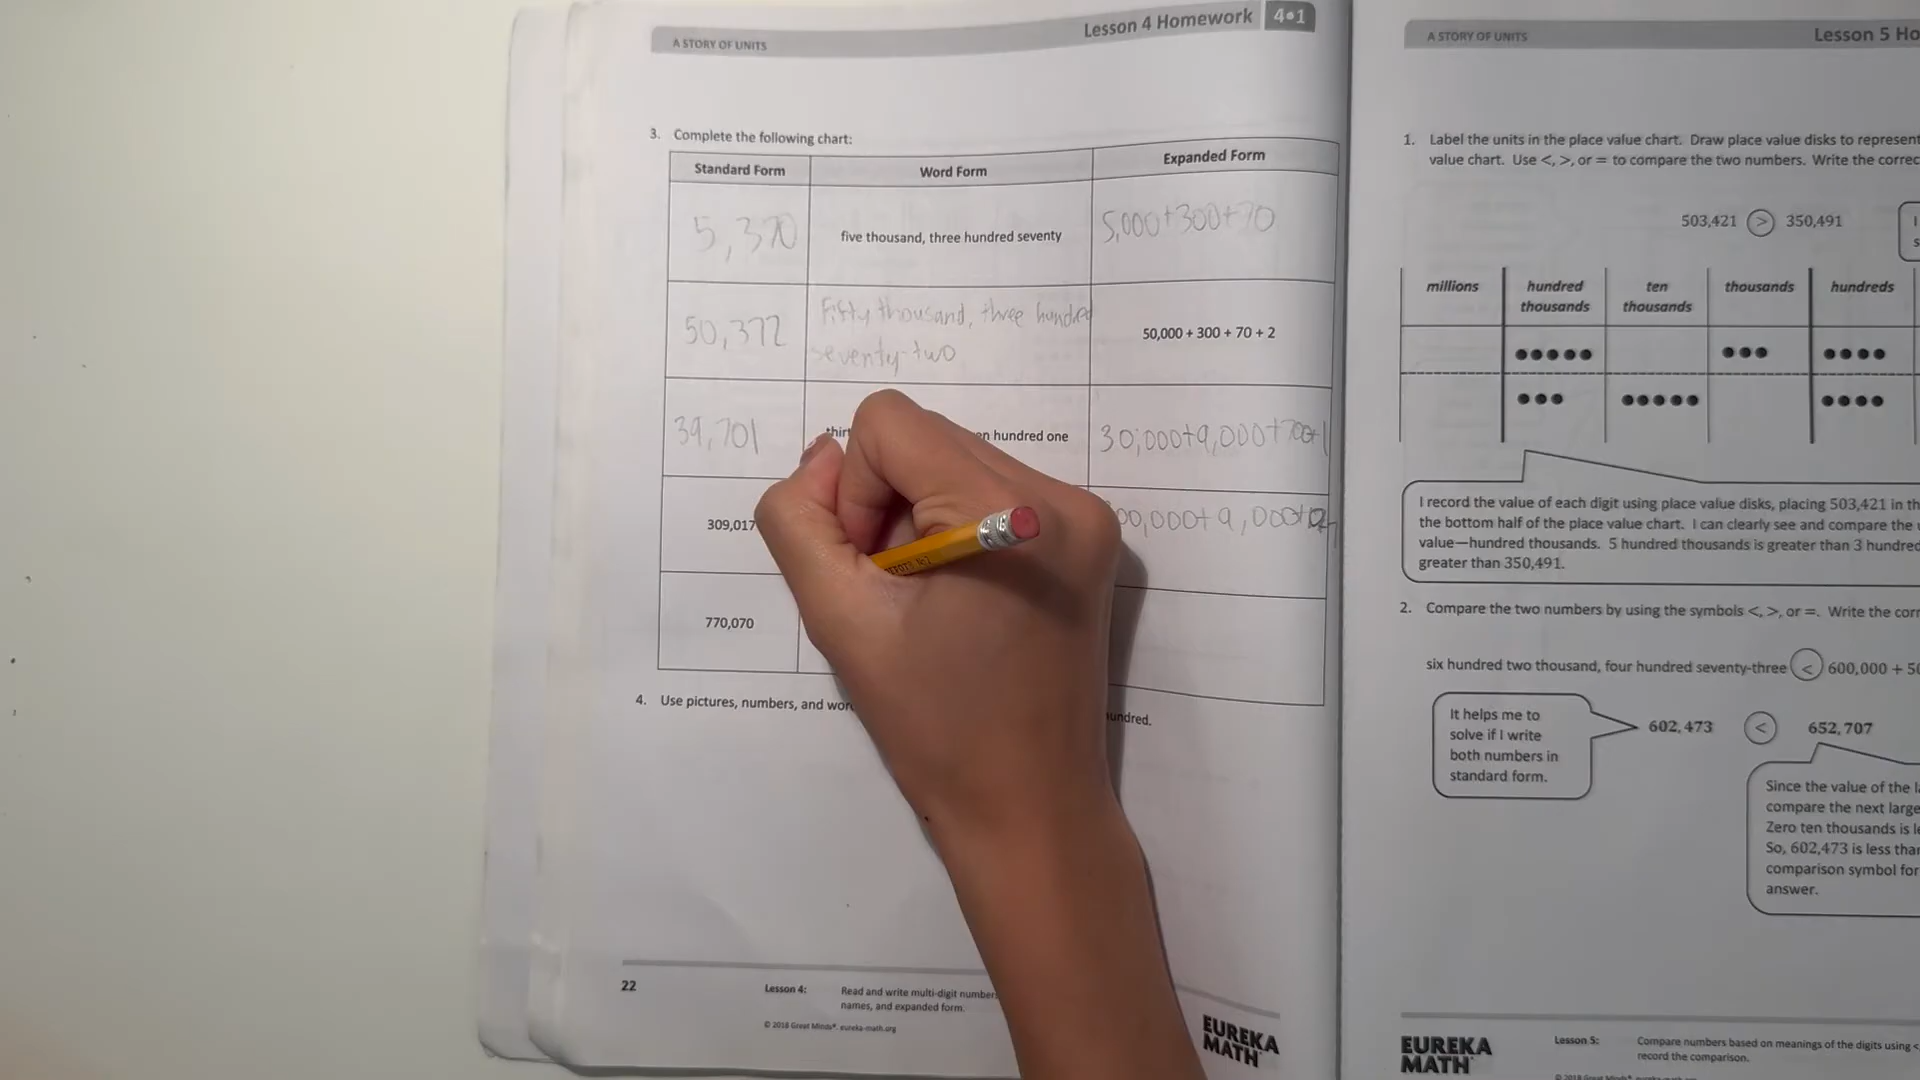 A STORY OF UNITS
Lesson 4 Homework 4•1
3. Complete the following chart:
Standard Form
Word Form
Expanded Form
5,370
five thousand, three hundred seventy
5,000+300+70
50,372
Fifty thousand, three hundred
seventy-two
50,000 + 300 + 70 + 2
39,701
hundred one
30,000+9,000+700+1
309,017
770,070
4. Use pictures, numbers, and
22
Lesson 4:
Read and write multi-digit
names, and expanded form.
© 2018 Great Minds®. eureka-math.org
EUREKA
MATH
A STORY OF UNITS
Lesson 5
1. Label the units in the place value chart. Draw place value disks to represent
value chart. Use <, >, or = to compare the two numbers. Write the
503,421 > 350,491
millions
hundred
thousands
ten
thousands
thousands
hundreds
I record the value of each digit using place value disks, placing 503,421 in
the bottom half of the place value chart. I can clearly see and compare the
value—hundred thousands. 5 hundred thousands is greater than 3
greater than 350,491.
2. Compare the two numbers by using the symbols <, >, or =. Write the
six hundred two thousand, four hundred seventy-three < 600,000 +
It helps me to
solve if I write
both numbers in
standard form.
602,473 < 652,707
Since the value of the
compare the next
Zero ten thousands is
So, 602,473 is less
comparison symbol for
answer.
EUREKA
MATH
Lesson 5:
Compare numbers based on meanings of the digits using <
record the comparison.